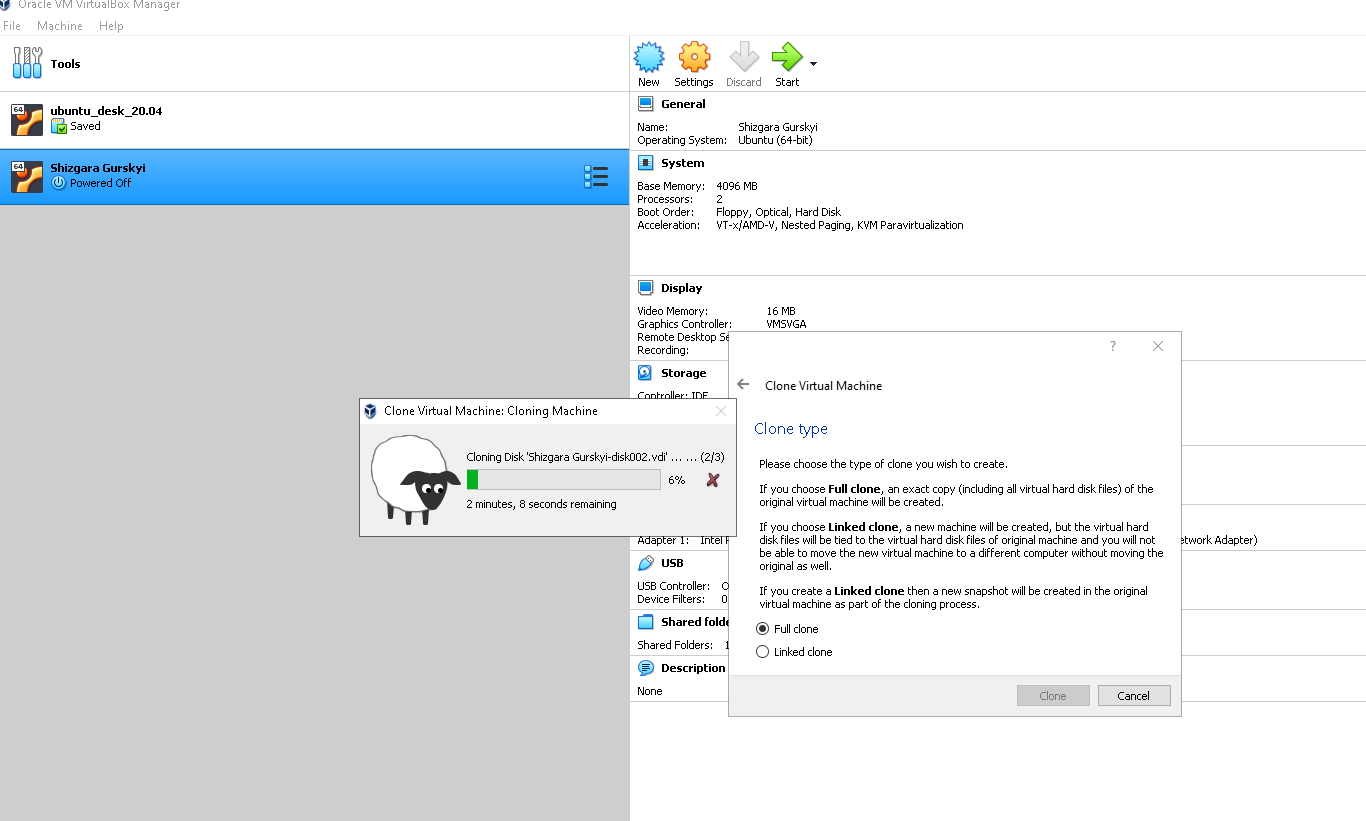 Oracle VM VirtualBox Manager
File Machine Help
Tools
New Settings Discard Start
64 ubuntu_desk_20.04
Saved
64 Shizgara Gurskyi
Powered Off
General
Name: Shizgara Gurskyi
Operating System: Ubuntu (64-bit)
System
Base Memory: 4096 MB
Processors: 2
Boot Order: Floppy, Optical, Hard Disk
Acceleration: VT-x/AMD-V, Nested Paging, KVM Paravirtualization
Display
Video Memory: 16 MB
Graphics Controller: VMSVGA
Remote Desktop Se
Recording:
Storage
Controller: IDE
Adapter 1: Intel etwork Adapter)
USB
USB Controller:
Device Filters: 0
Shared folde
Shared Folders: 1
Description
None
Clone Virtual Machine: Cloning Machine
Cloning Disk 'Shizgara Gurskyi-disk002.vdi' ... ... (2/3)
6%
2 minutes, 8 seconds remaining
?
Clone Virtual Machine
Clone type
Please choose the type of clone you wish to create.
If you choose Full clone, an exact copy (including all virtual hard disk files) of the
original virtual machine will be created.
If you choose Linked clone, a new machine will be created, but the virtual hard
disk files will be tied to the virtual hard disk files of original machine and you will not
be able to move the new virtual machine to a different computer without moving the
original as well.
If you create a Linked clone then a new snapshot will be created in the original
virtual machine as part of the cloning process.
Full clone
Linked clone
Clone Cancel